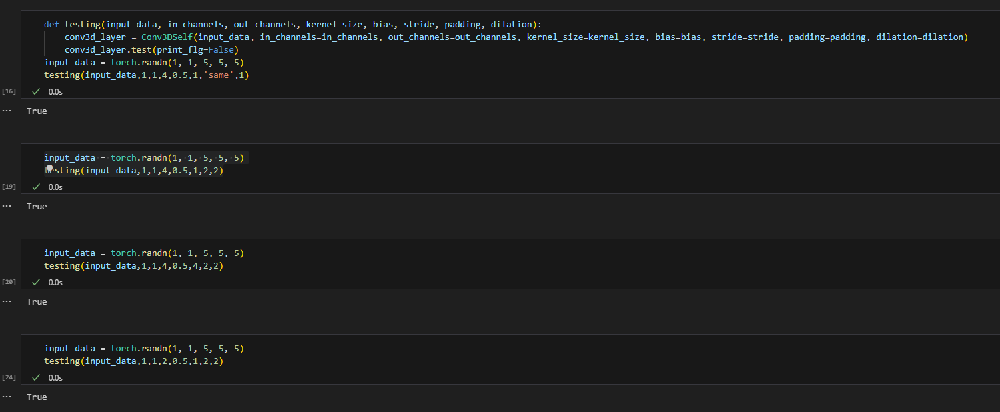 def testing(input_data, in_channels, out_channels, kernel_size, bias, stride, padding, dilation):
conv3d_layer = Conv3DSelf(input_data, in_channels=in_channels, out_channels=out_channels, kernel_size=kernel_size, bias=bias, stride=stride, padding=padding, dilation=dilation)
conv3d_layer.test(print_flg=False)
input_data = torch.randn(1, 1, 5, 5, 5)
testing(input_data,1,1,4,0.5,1,'same',1)
[16] 0.0s
... True
input_data = torch.randn(1, 1, 5, 5, 5)
testing(input_data,1,1,4,0.5,1,2,2)
[19] 0.0s
... True
input_data = torch.randn(1, 1, 5, 5, 5)
testing(input_data,1,1,4,0.5,4,2,2)
[20] 0.0s
... True
input_data = torch.randn(1, 1, 5, 5, 5)
testing(input_data,1,1,2,0.5,1,2,2)
[24] 0.0s
... True